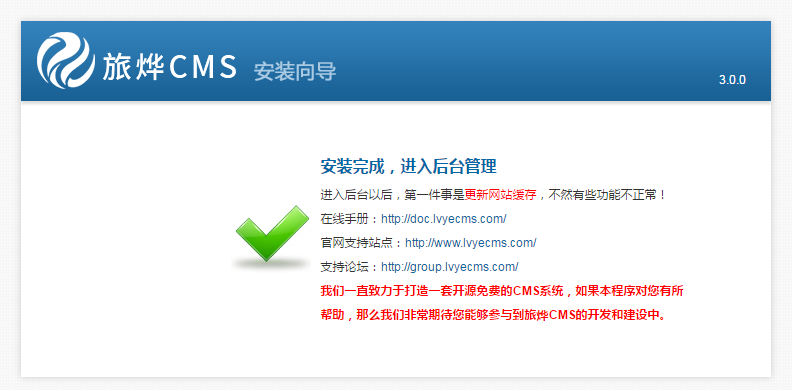 旅烨CMS 安装向导
3.0.0
安装完成，进入后台管理
进入后台以后，第一件事是更新网站缓存，不然有些功能不正常！
在线手册：http://doc.lvyecms.com/
官网支持站点：http://www.lvyecms.com/
支持论坛：http://group.lvyecms.com/
我们一直致力于打造一套开源免费的CMS系统，如果本程序对您有所
帮助，那么我们非常期待您能够参与到旅烨CMS的开发和建设中。